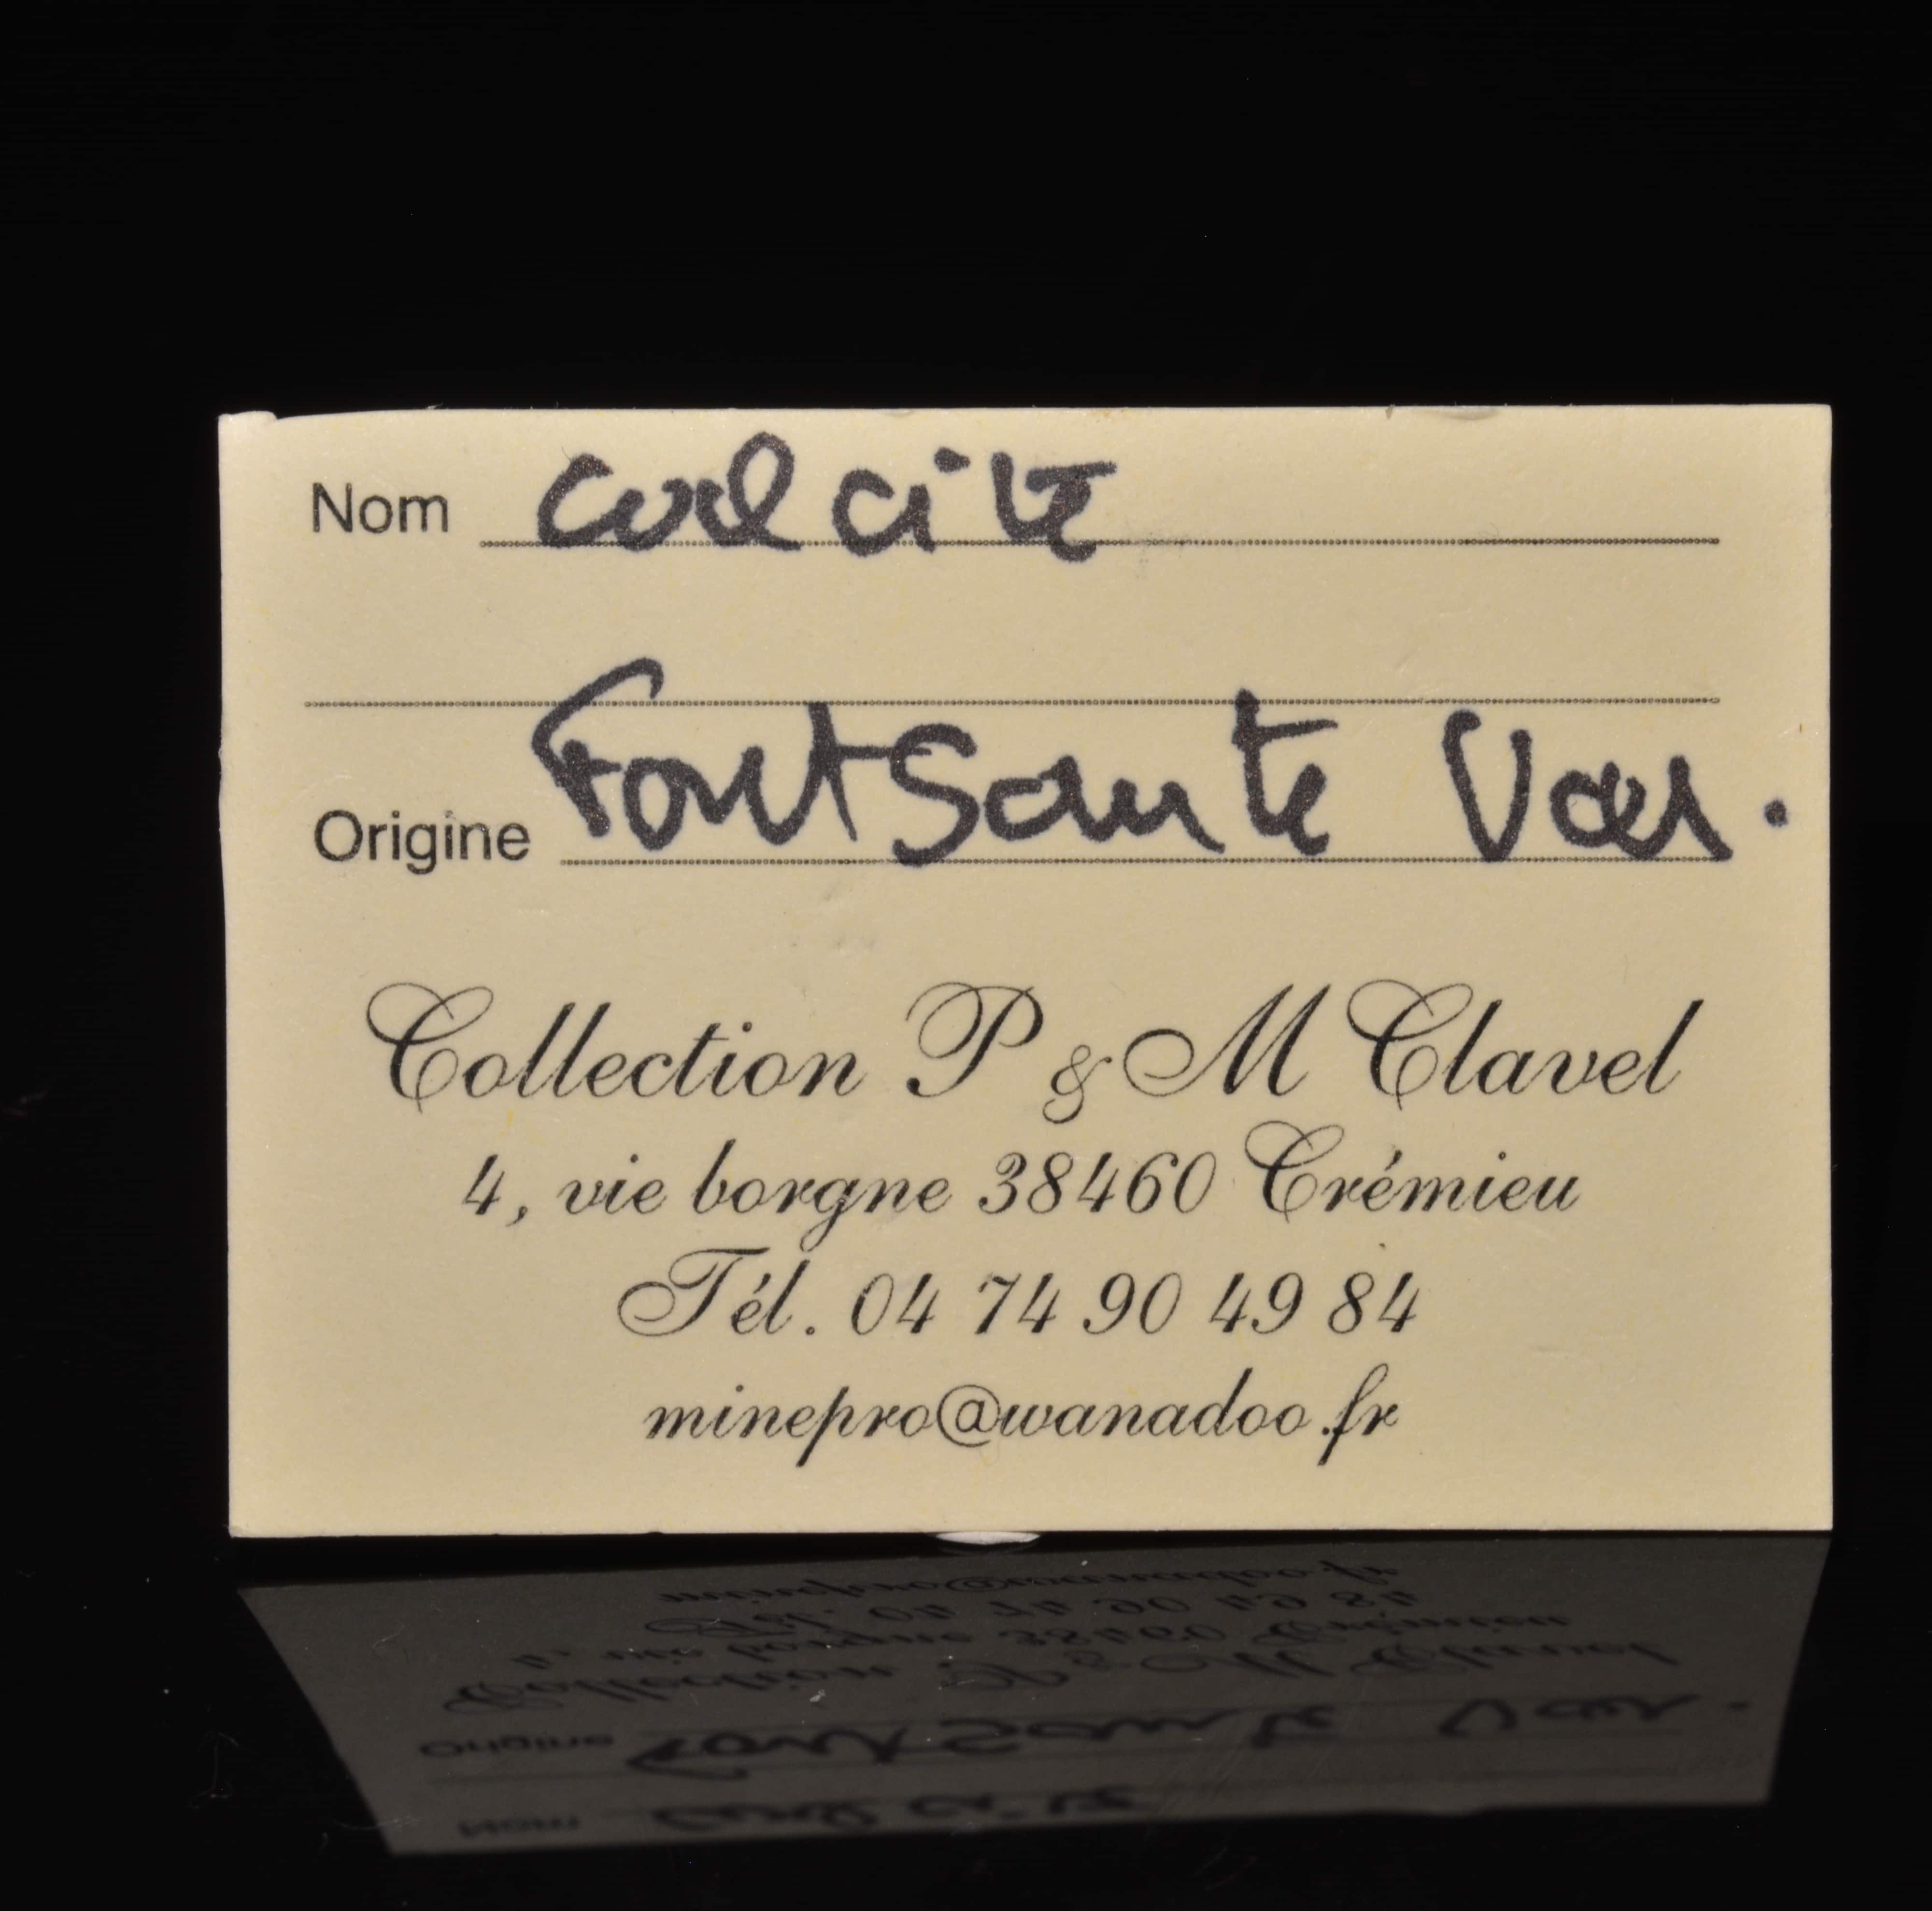 Nom calcite
Origine Fontsante Var.
Collection P & M Clavel
4, vie borgne 38460 Crémieu
Tél. 04 74 90 49 84
minepro@wanadoo.fr